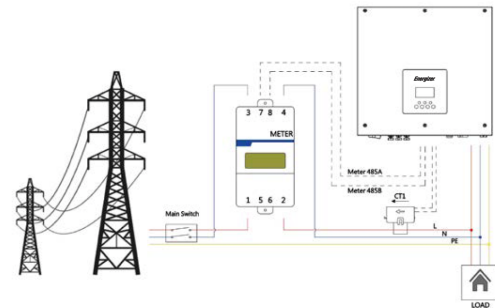 Energizer
3 7 8 4
METER
Meter 485A
Meter 485B
CT1
1 5 6 2
Main Switch
L
N
PE
LOAD